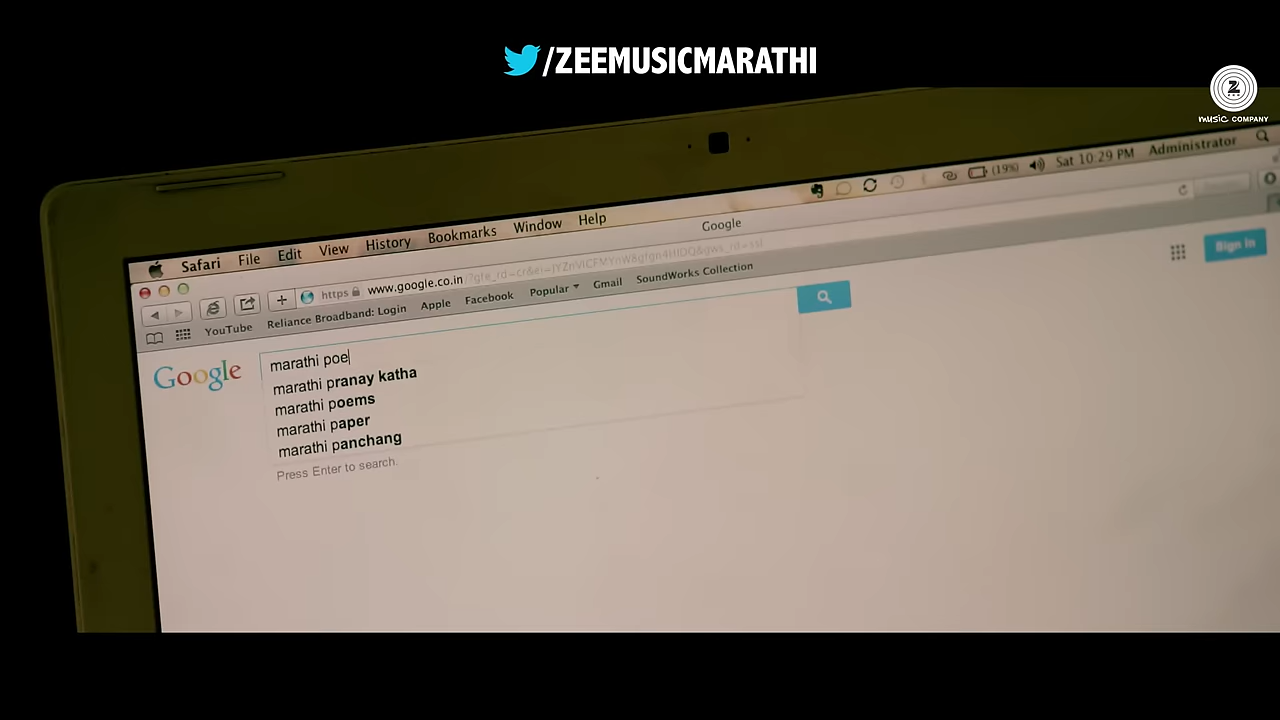 /ZEEMUSICMARATHI
Z
music COMPANY
Safari File Edit View History Bookmarks Window Help (19%) Sat 10:29 PM Administrator
Google
https www.google.co.in
YouTube Reliance Broadband: Login Apple Facebook Popular Gmail SoundWorks Collection
Sign in
Google marathi poe
marathi pranay katha
marathi poems
marathi paper
marathi panchang
Press Enter to search.